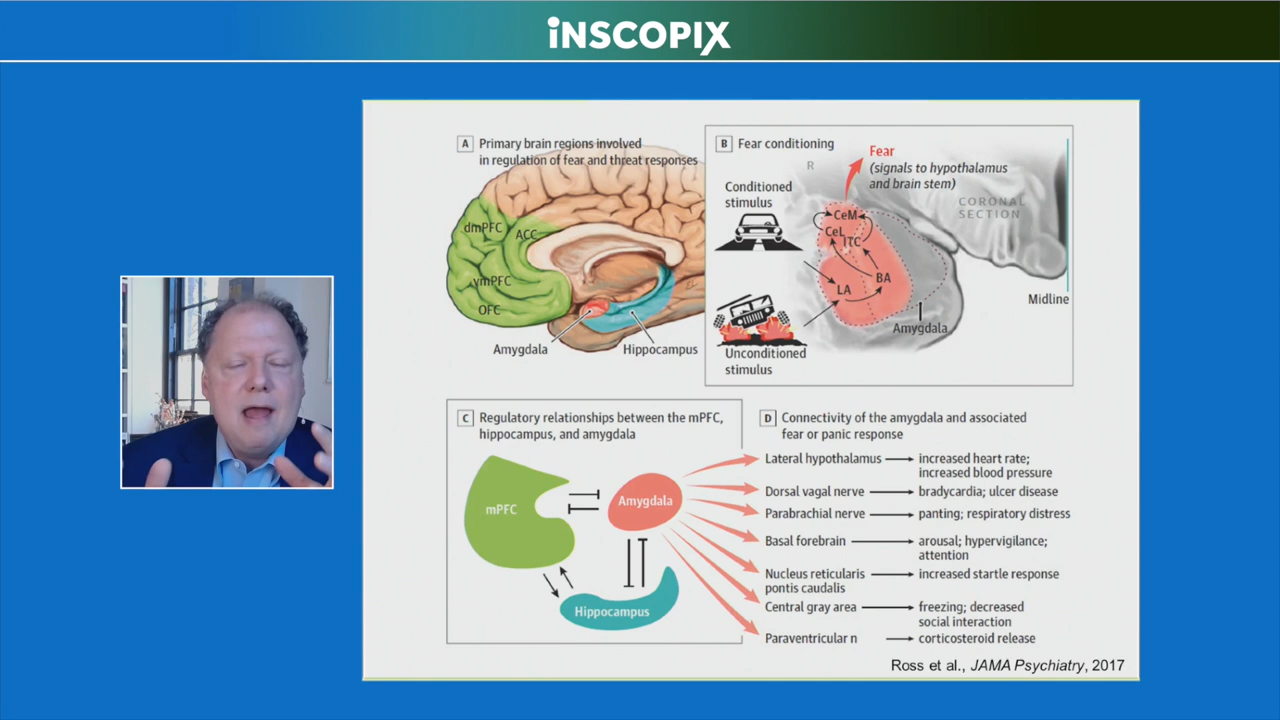 INSCOPIX
A Primary brain regions involved
in regulation of fear and threat responses
dmPFC
ACC
vmPFC
OFC
Amygdala
Hippocampus
B Fear conditioning
R
Fear
(signals to hypothalamus
and brain stem)
Conditioned
stimulus
CORONAL
SECTION
CeM
CeL
ITC
BA
LA
Midline
Amygdala
Unconditioned
stimulus
C Regulatory relationships between the mPFC,
hippocampus, and amygdala
mPFC
Amygdala
Hippocampus
D Connectivity of the amygdala and associated
fear or panic response
Lateral hypothalamus
increased heart rate;
increased blood pressure
Dorsal vagal nerve
bradycardia; ulcer disease
Parabrachial nerve
panting; respiratory distress
Basal forebrain
arousal; hypervigilance;
attention
Nucleus reticularis
pontis caudalis
increased startle response
Central gray area
freezing; decreased
social interaction
Paraventricular n
corticosteroid release
Ross et al., JAMA Psychiatry, 2017